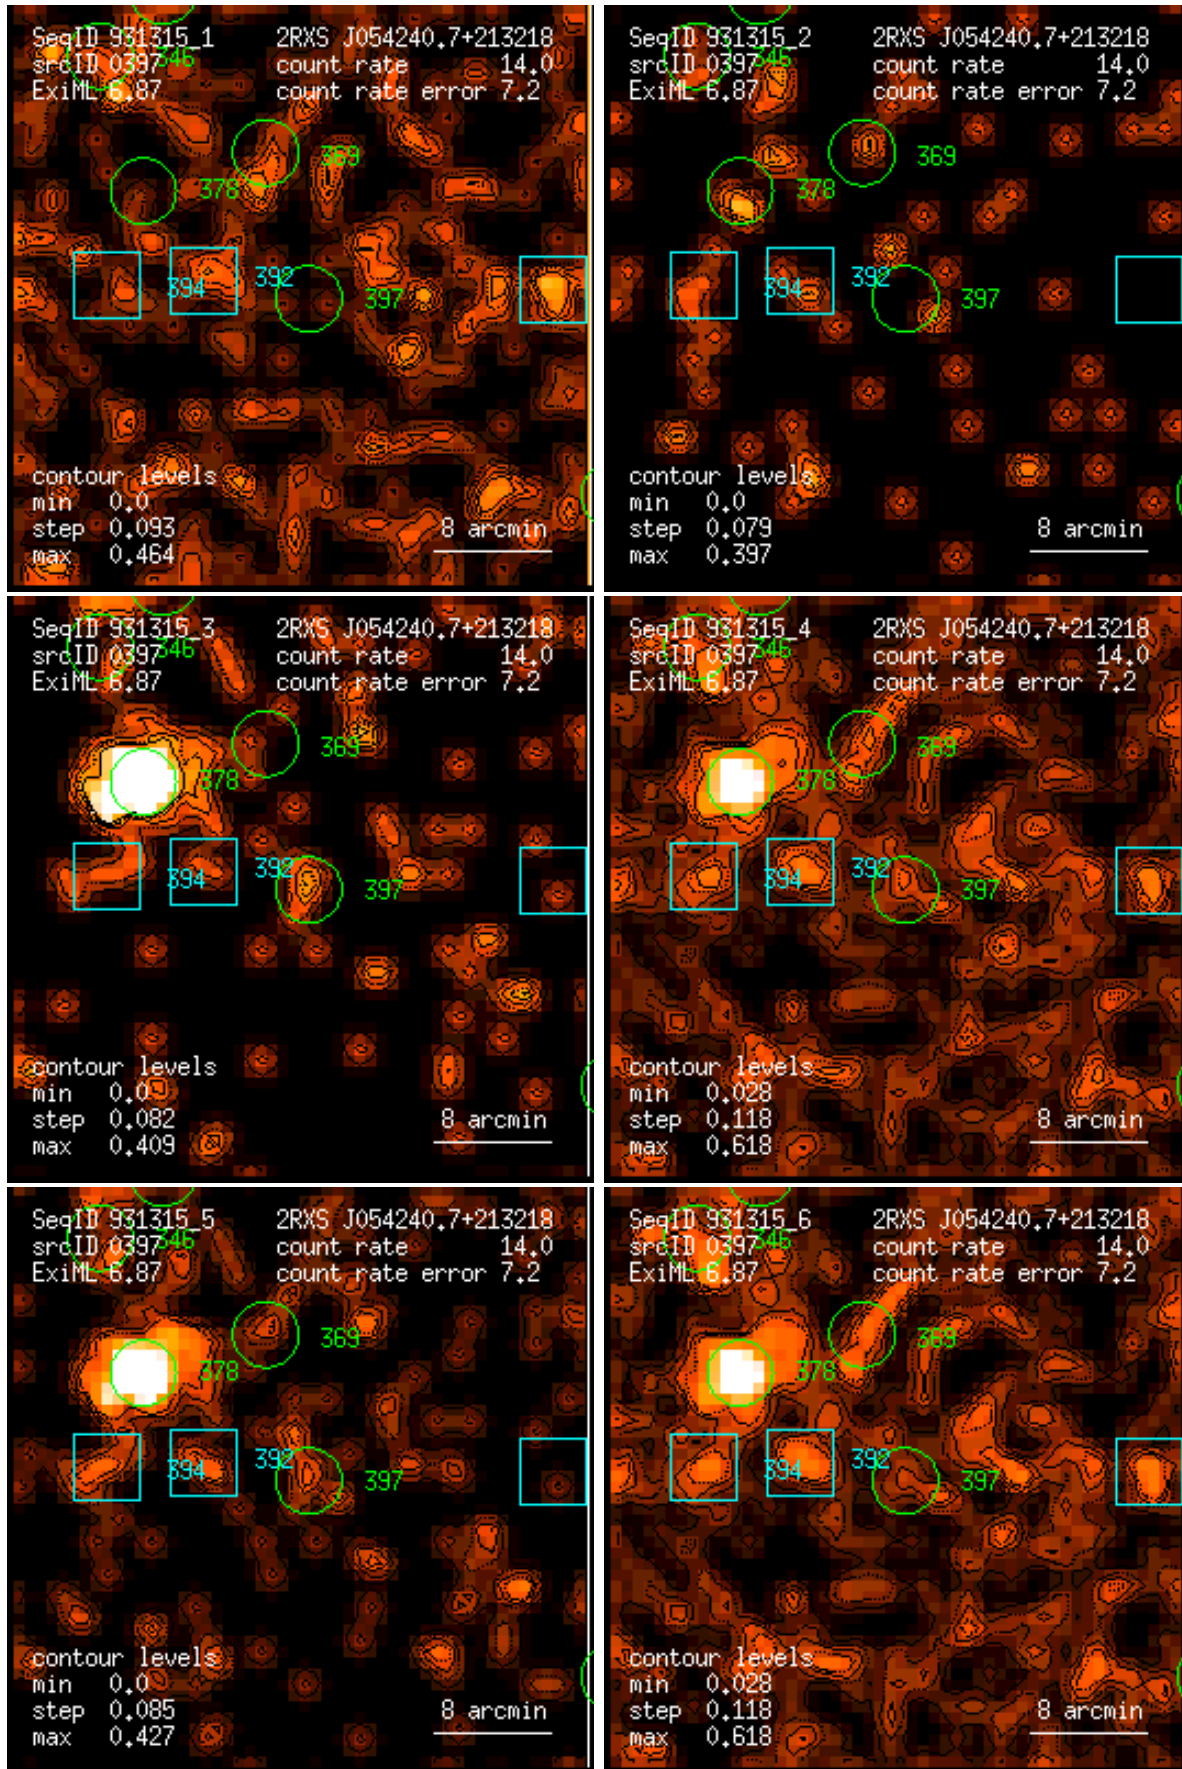 SeqID 931315_1 2RXS J054240.7+213218
srcID 0397 346 count rate 14.0
ExiML 6.87 count rate error 7.2
369
378
392
394
397
contour levels
min 0.0
step 0.093
max 0.464
8 arcmin
SeqID 931315_2 2RXS J054240.7+213218
srcID 0397 346 count rate 14.0
ExiML 6.87 count rate error 7.2
369
378
392
394
397
contour levels
min 0.0
step 0.079
max 0.397
8 arcmin
SeqID 931315_3 2RXS J054240.7+213218
srcID 0397 346 count rate 14.0
ExiML 6.87 count rate error 7.2
369
378
392
394
397
contour levels
min 0.0
step 0.082
max 0.409
8 arcmin
SeqID 931315_4 2RXS J054240.7+213218
srcID 0397 346 count rate 14.0
ExiML 6.87 count rate error 7.2
369
378
392
394
397
contour levels
min 0.028
step 0.118
max 0.618
8 arcmin
SeqID 931315_5 2RXS J054240.7+213218
srcID 0397 346 count rate 14.0
ExiML 6.87 count rate error 7.2
369
378
392
394
397
contour levels
min 0.0
step 0.085
max 0.427
8 arcmin
SeqID 931315_6 2RXS J054240.7+213218
srcID 0397 346 count rate 14.0
ExiML 6.87 count rate error 7.2
369
378
392
394
397
contour levels
min 0.028
step 0.118
max 0.618
8 arcmin